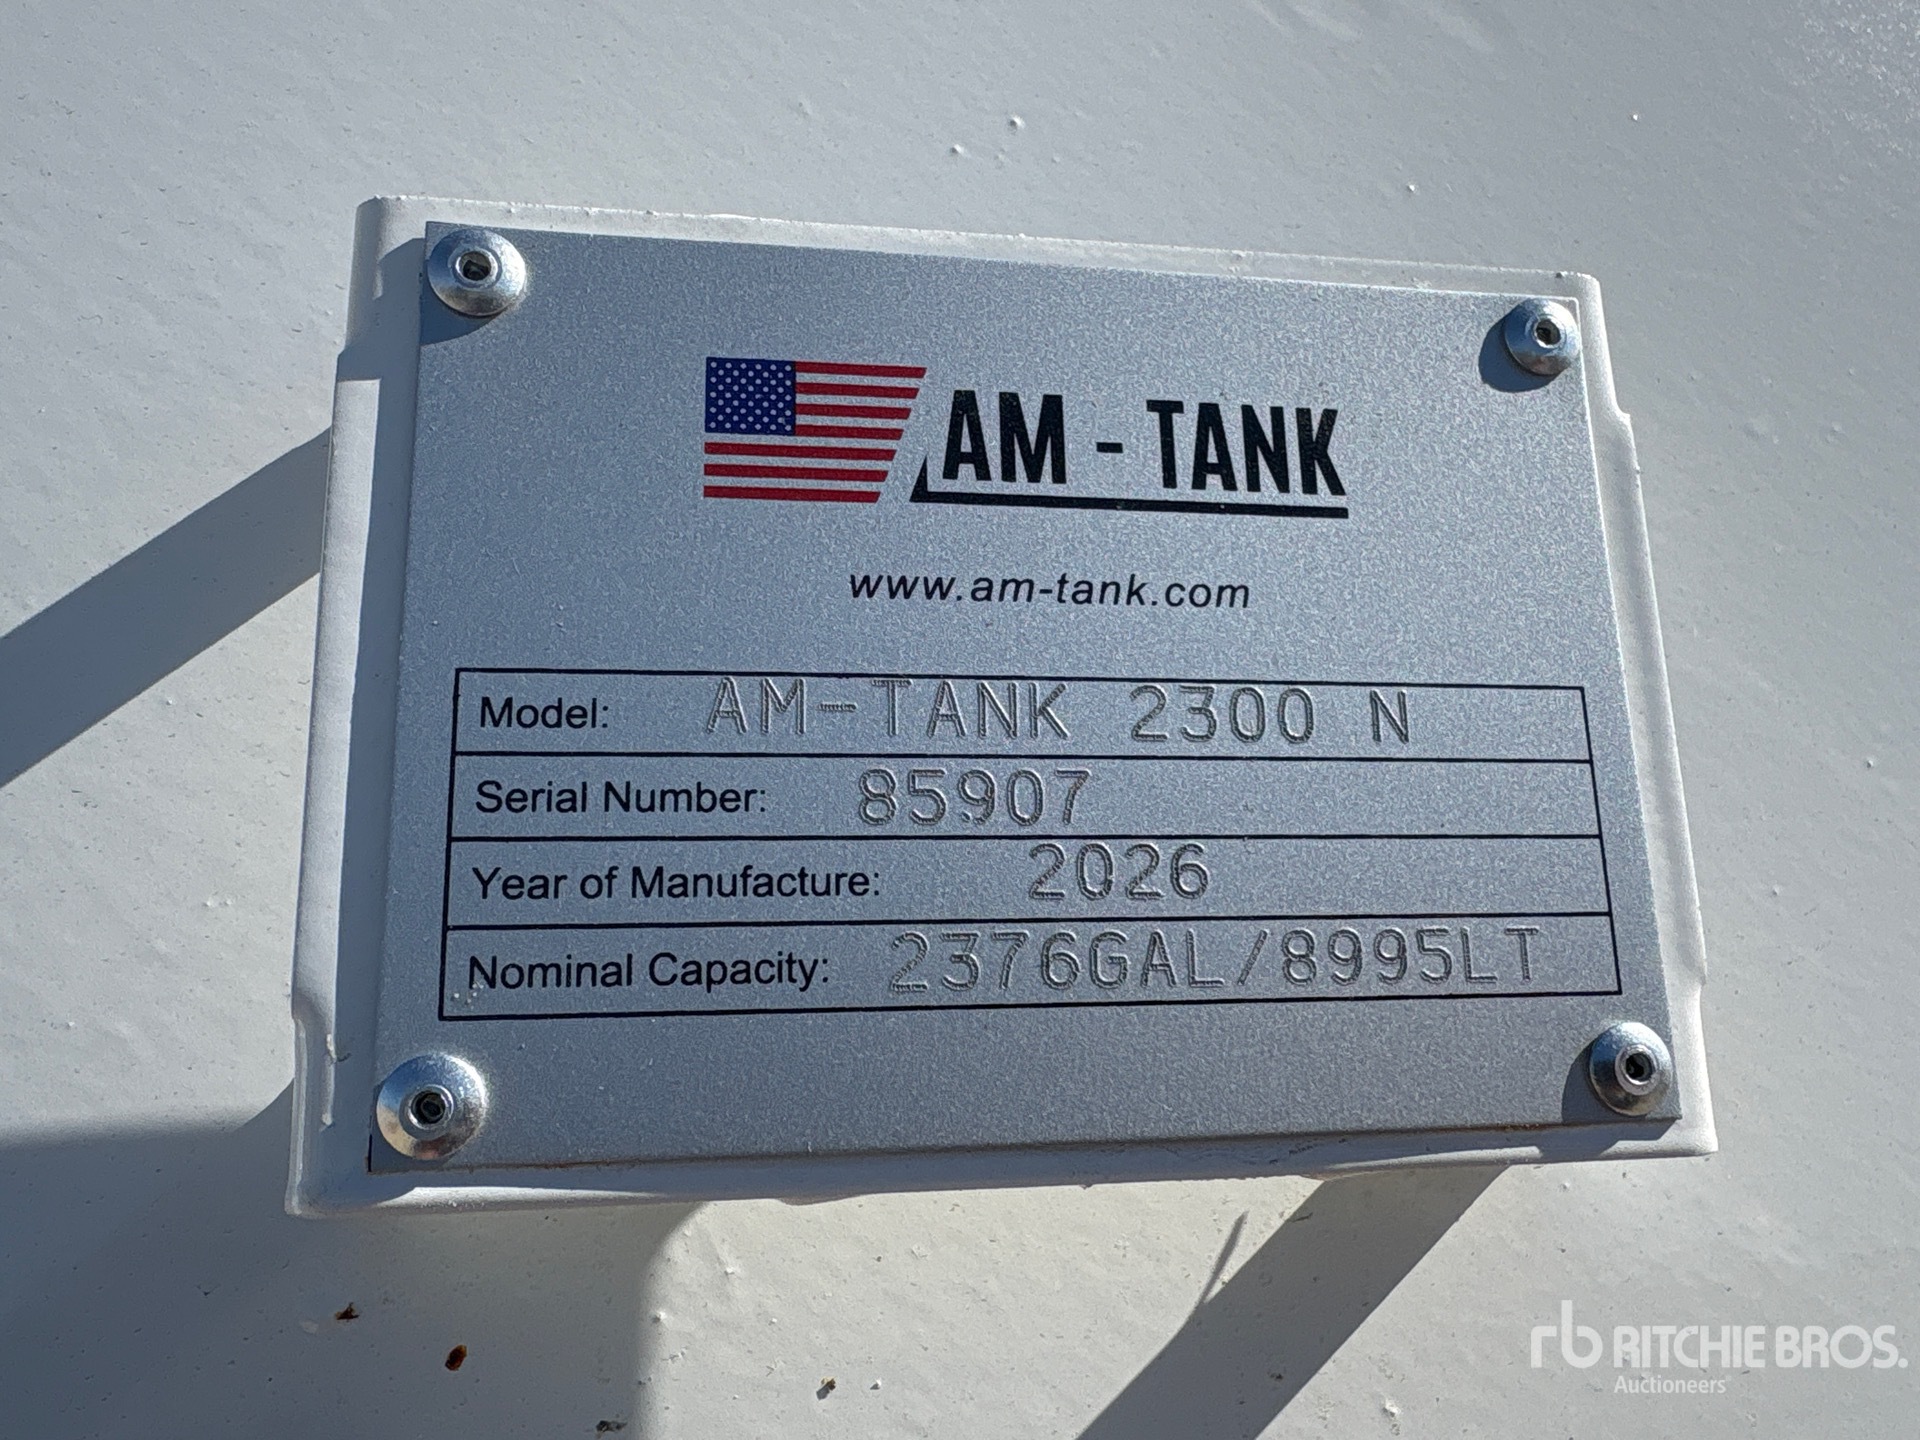 AM - TANK
www.am-tank.com
Model: AM-TANK 2300 N
Serial Number: 85907
Year of Manufacture: 2026
Nominal Capacity: 2376GAL/8995LT
rb RITCHIE BROS.
Auctioneers